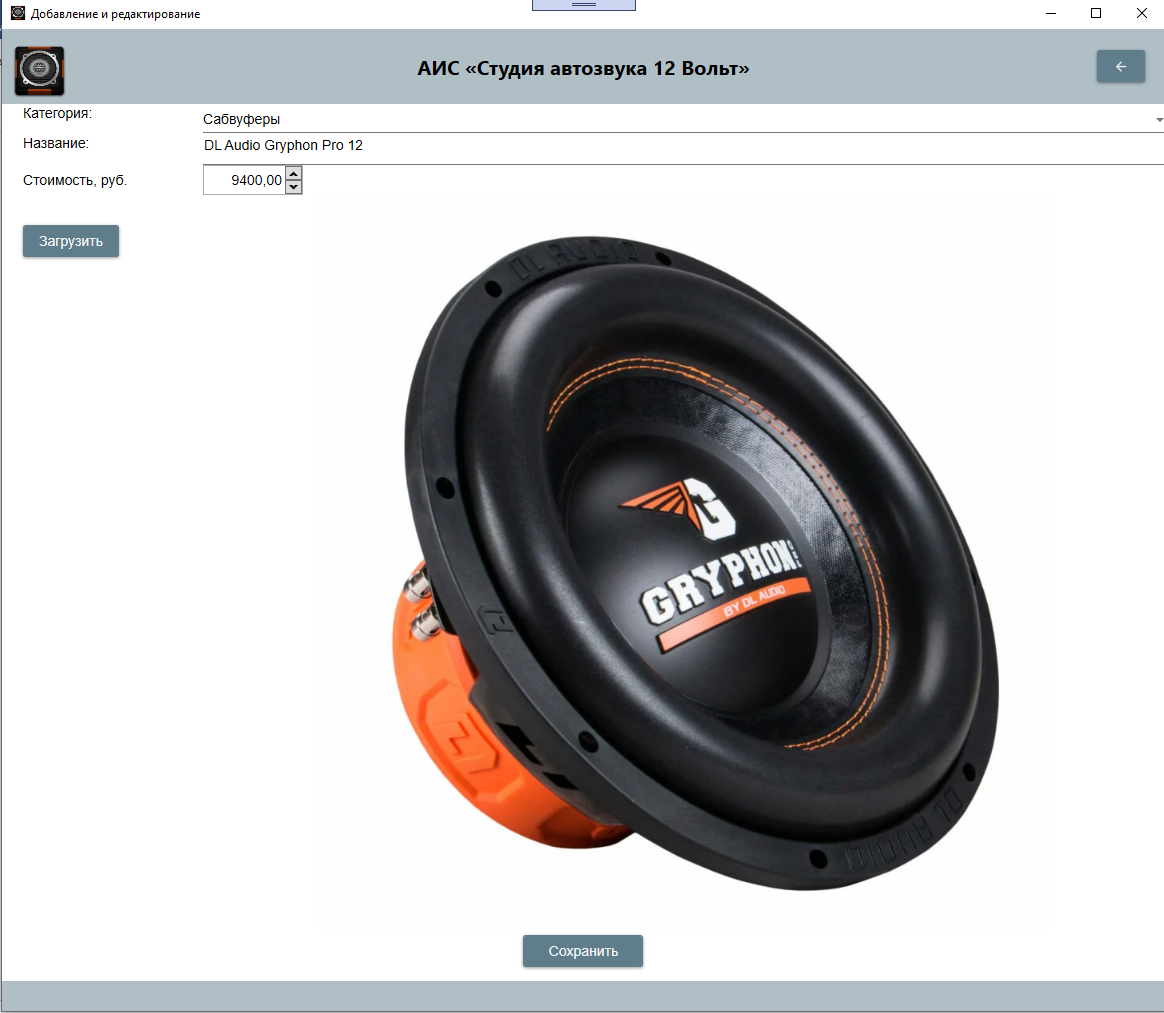 Добавление и редактирование
АИС «Студия автозвука 12 Вольт»
Категория:
Сабвуферы
Название:
DL Audio Gryphon Pro 12
Стоимость, руб.
9400,00
Загрузить
DL AUDIO
G
GRYPHON
BY DL AUDIO
DL AUDIO
Сохранить